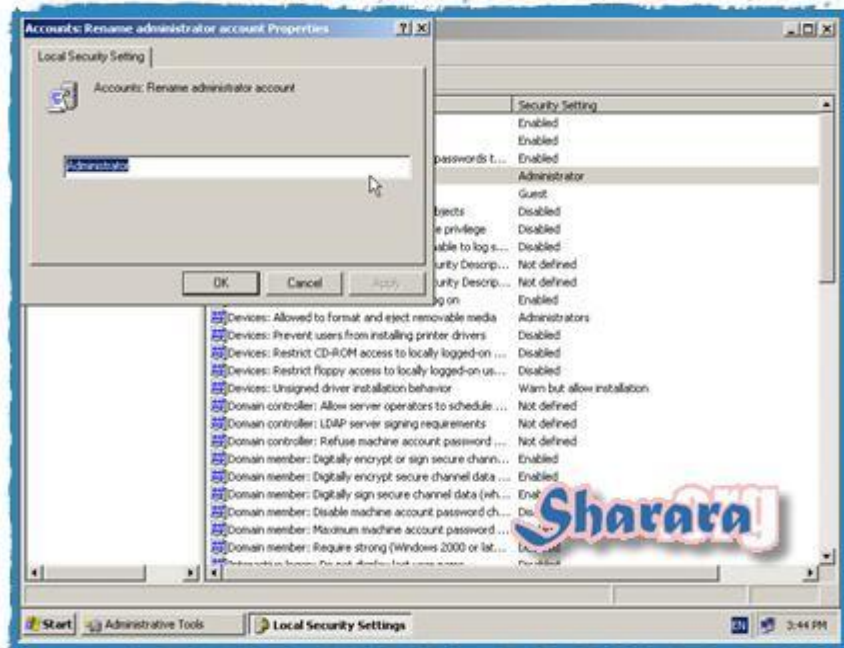 Accounts: Rename administrator account Properties
Local Security Setting
Accounts: Rename administrator account
Administrator
OK Cancel Apply
Security Setting
Enabled
Enabled
passwords t... Enabled
Administrator
Guest
bjects Disabled
e privilege Disabled
able to log s... Disabled
urity Descrip... Not defined
urity Descrip... Not defined
og on Enabled
Devices: Allowed to format and eject removable media Administrators
Devices: Prevent users from installing printer drivers Disabled
Devices: Restrict CD-ROM access to locally logged-on ... Disabled
Devices: Restrict floppy access to locally logged-on us... Disabled
Devices: Unsigned driver installation behavior Warn but allow installation
Domain controller: Allow server operators to schedule ... Not defined
Domain controller: LDAP server signing requirements Not defined
Domain controller: Refuse machine account password ... Not defined
Domain member: Digitally encrypt or sign secure chann... Enabled
Domain member: Digitally encrypt secure channel data ... Enabled
Domain member: Digitally sign secure channel data (wh... Enab
Domain member: Disable machine account password ch... Dis
Domain member: Maximum machine account password ...
Domain member: Require strong (Windows 2000 or lat...
Sharara
.org
Start Administrative Tools Local Security Settings EN 3:44 PM